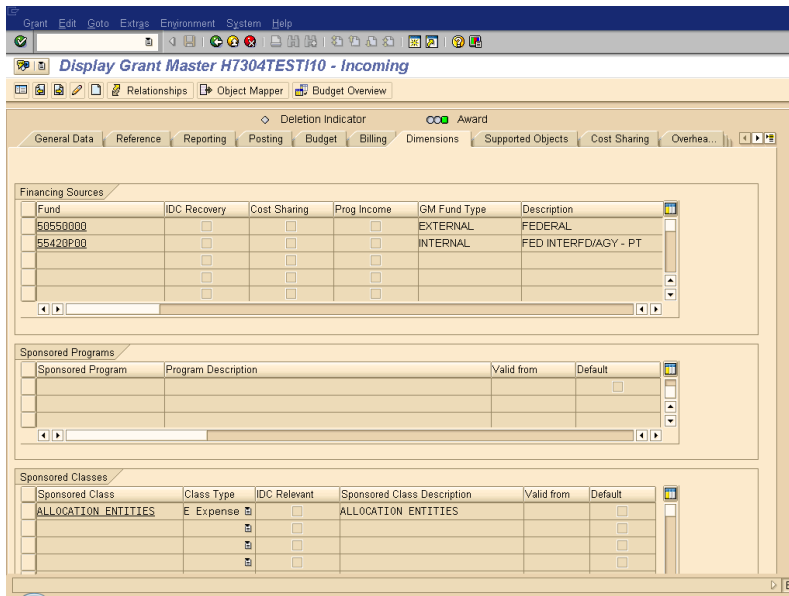 Grant Edit Goto Extras Environment System Help
Display Grant Master H7304TESTI10 - Incoming
Relationships Object Mapper Budget Overview
Deletion Indicator Award
General Data Reference Reporting Posting Budget Billing Dimensions Supported Objects Cost Sharing Overhea...
Financing Sources
Fund IDC Recovery Cost Sharing Prog Income GM Fund Type Description
50550000 EXTERNAL FEDERAL
55420P00 INTERNAL FED INTERFD/AGY - PT
Sponsored Programs
Sponsored Program Program Description Valid from Default
Sponsored Classes
Sponsored Class Class Type IDC Relevant Sponsored Class Description Valid from Default
ALLOCATION ENTITIES E Expense ALLOCATION ENTITIES